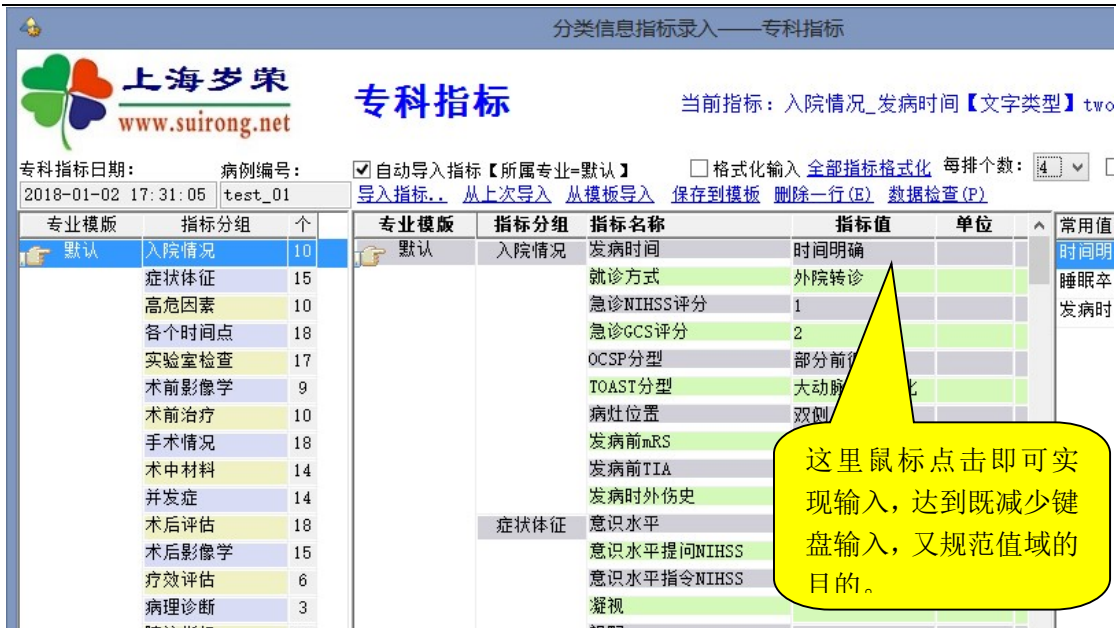 分类信息指标录入——专科指标
上海岁荣
www.suirong.net
专科指标
当前指标：入院情况_发病时间【文字类型】two
专科指标日期： 病例编号：
☑自动导入指标【所属专业=默认】 □格式化输入 全部指标格式化 每排个数： 4
2018-01-02 17:31:05 test_01
导入指标.. 从上次导入 从模板导入 保存到模板 删除一行(E) 数据检查(P)
专业模版 指标分组 个
默认 入院情况 10
症状体征 15
高危因素 10
各个时间点 18
实验室检查 17
术前影像学 9
术前治疗 10
手术情况 18
术中材料 14
并发症 14
术后评估 18
术后影像学 15
疗效评估 6
病理诊断 3
专业模版 指标分组 指标名称 指标值 单位
默认 入院情况 发病时间 时间明确
就诊方式 外院转诊
急诊NIHSS评分 1
急诊GCS评分 2
OCSP分型 部分前
TOAST分型 大动脉
病灶位置 双侧
发病前mRS
发病前TIA
发病时外伤史
症状体征 意识水平
意识水平提问NIHSS
意识水平指令NIHSS
凝视
常用值
时间明
睡眠卒
发病时
这里鼠标点击即可实
现输入，达到既减少键
盘输入，又规范值域的
目的。